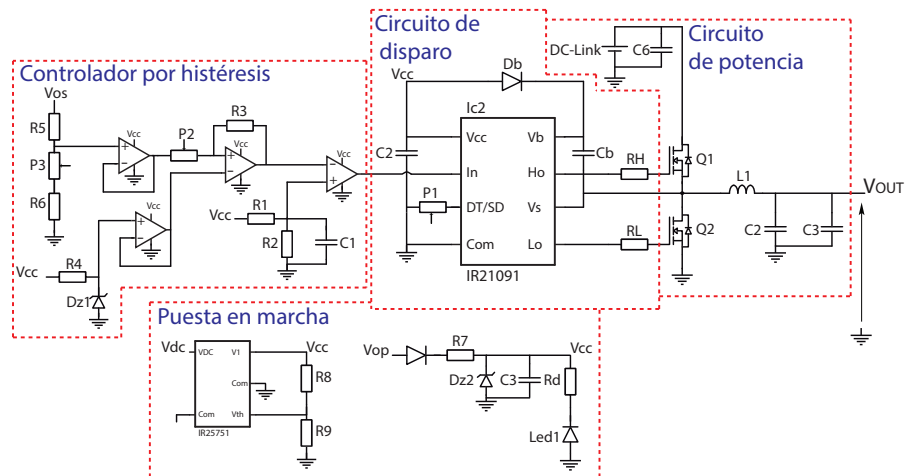 Controlador por histéresis
Vos
R5
P3
R6
Vcc
P2
R3
Vcc
Vcc
Vcc
R4
Vcc
Dz1
Vcc
R1
R2
C1
Circuito de
disparo
Vcc
Db
Ic2
C2
Vcc
Vb
Cb
In
Ho
P1
DT/SD
Vs
Com
Lo
IR21091
RH
RL
Circuito
de potencia
DC-Link
C6
Q1
Q2
L1
C2
C3
VOUT
Puesta en marcha
Vdc
VDC
V1
Vcc
Com
Com
Vth
IR25751
R8
R9
Vop
R7
Vcc
Dz2
C3
Rd
Led1